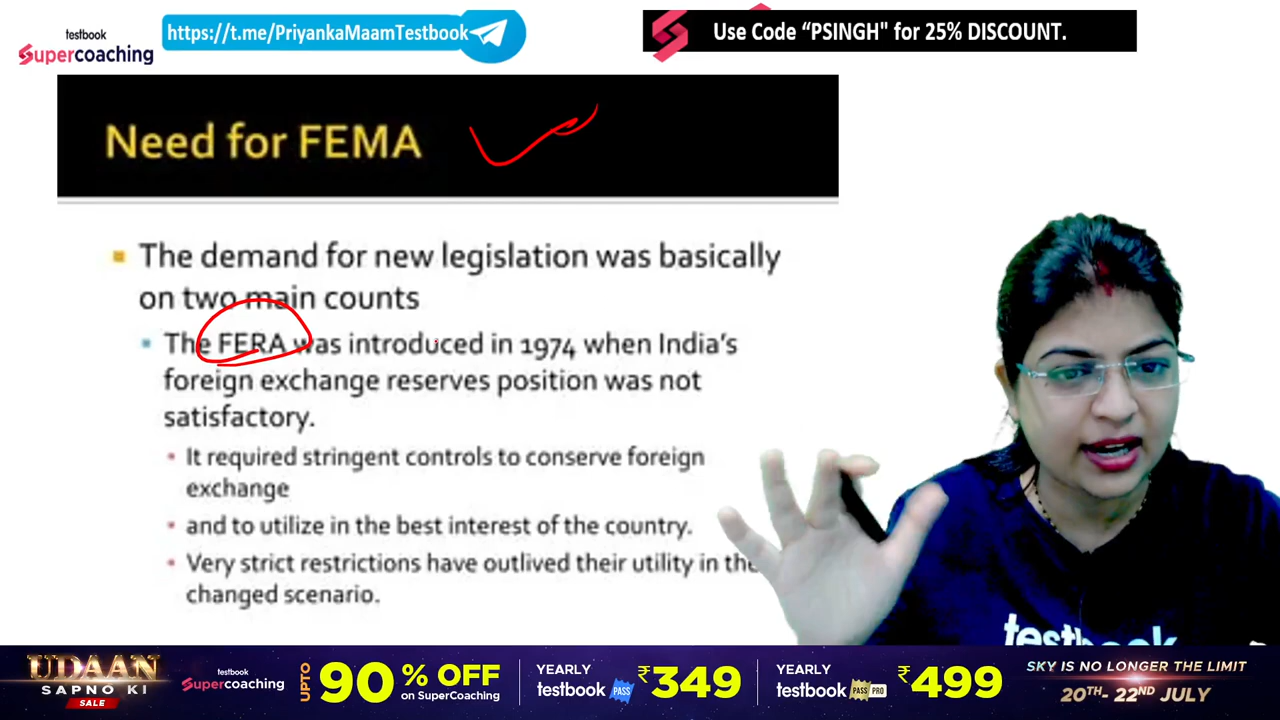 testbook
Supercoaching
https://t.me/PriyankaMaamTestbook
Use Code “PSINGH" for 25% DISCOUNT.
Need for FEMA
The demand for new legislation was basically
on two main counts
The FERA was introduced in 1974 when India's
foreign exchange reserves position was not
satisfactory.
It required stringent controls to conserve foreign
exchange
and to utilize in the best interest of the country.
Very strict restrictions have outlived their utility in the
changed scenario.
testbook
UDAAN
SAPNO KI
SALE
testbook
Supercoaching
UPTO
90% OFF
on SuperCoaching
YEARLY
testbook PASS
₹349
YEARLY
testbook PASS PRO
₹499
SKY IS NO LONGER THE LIMIT
20TH- 22ND JULY